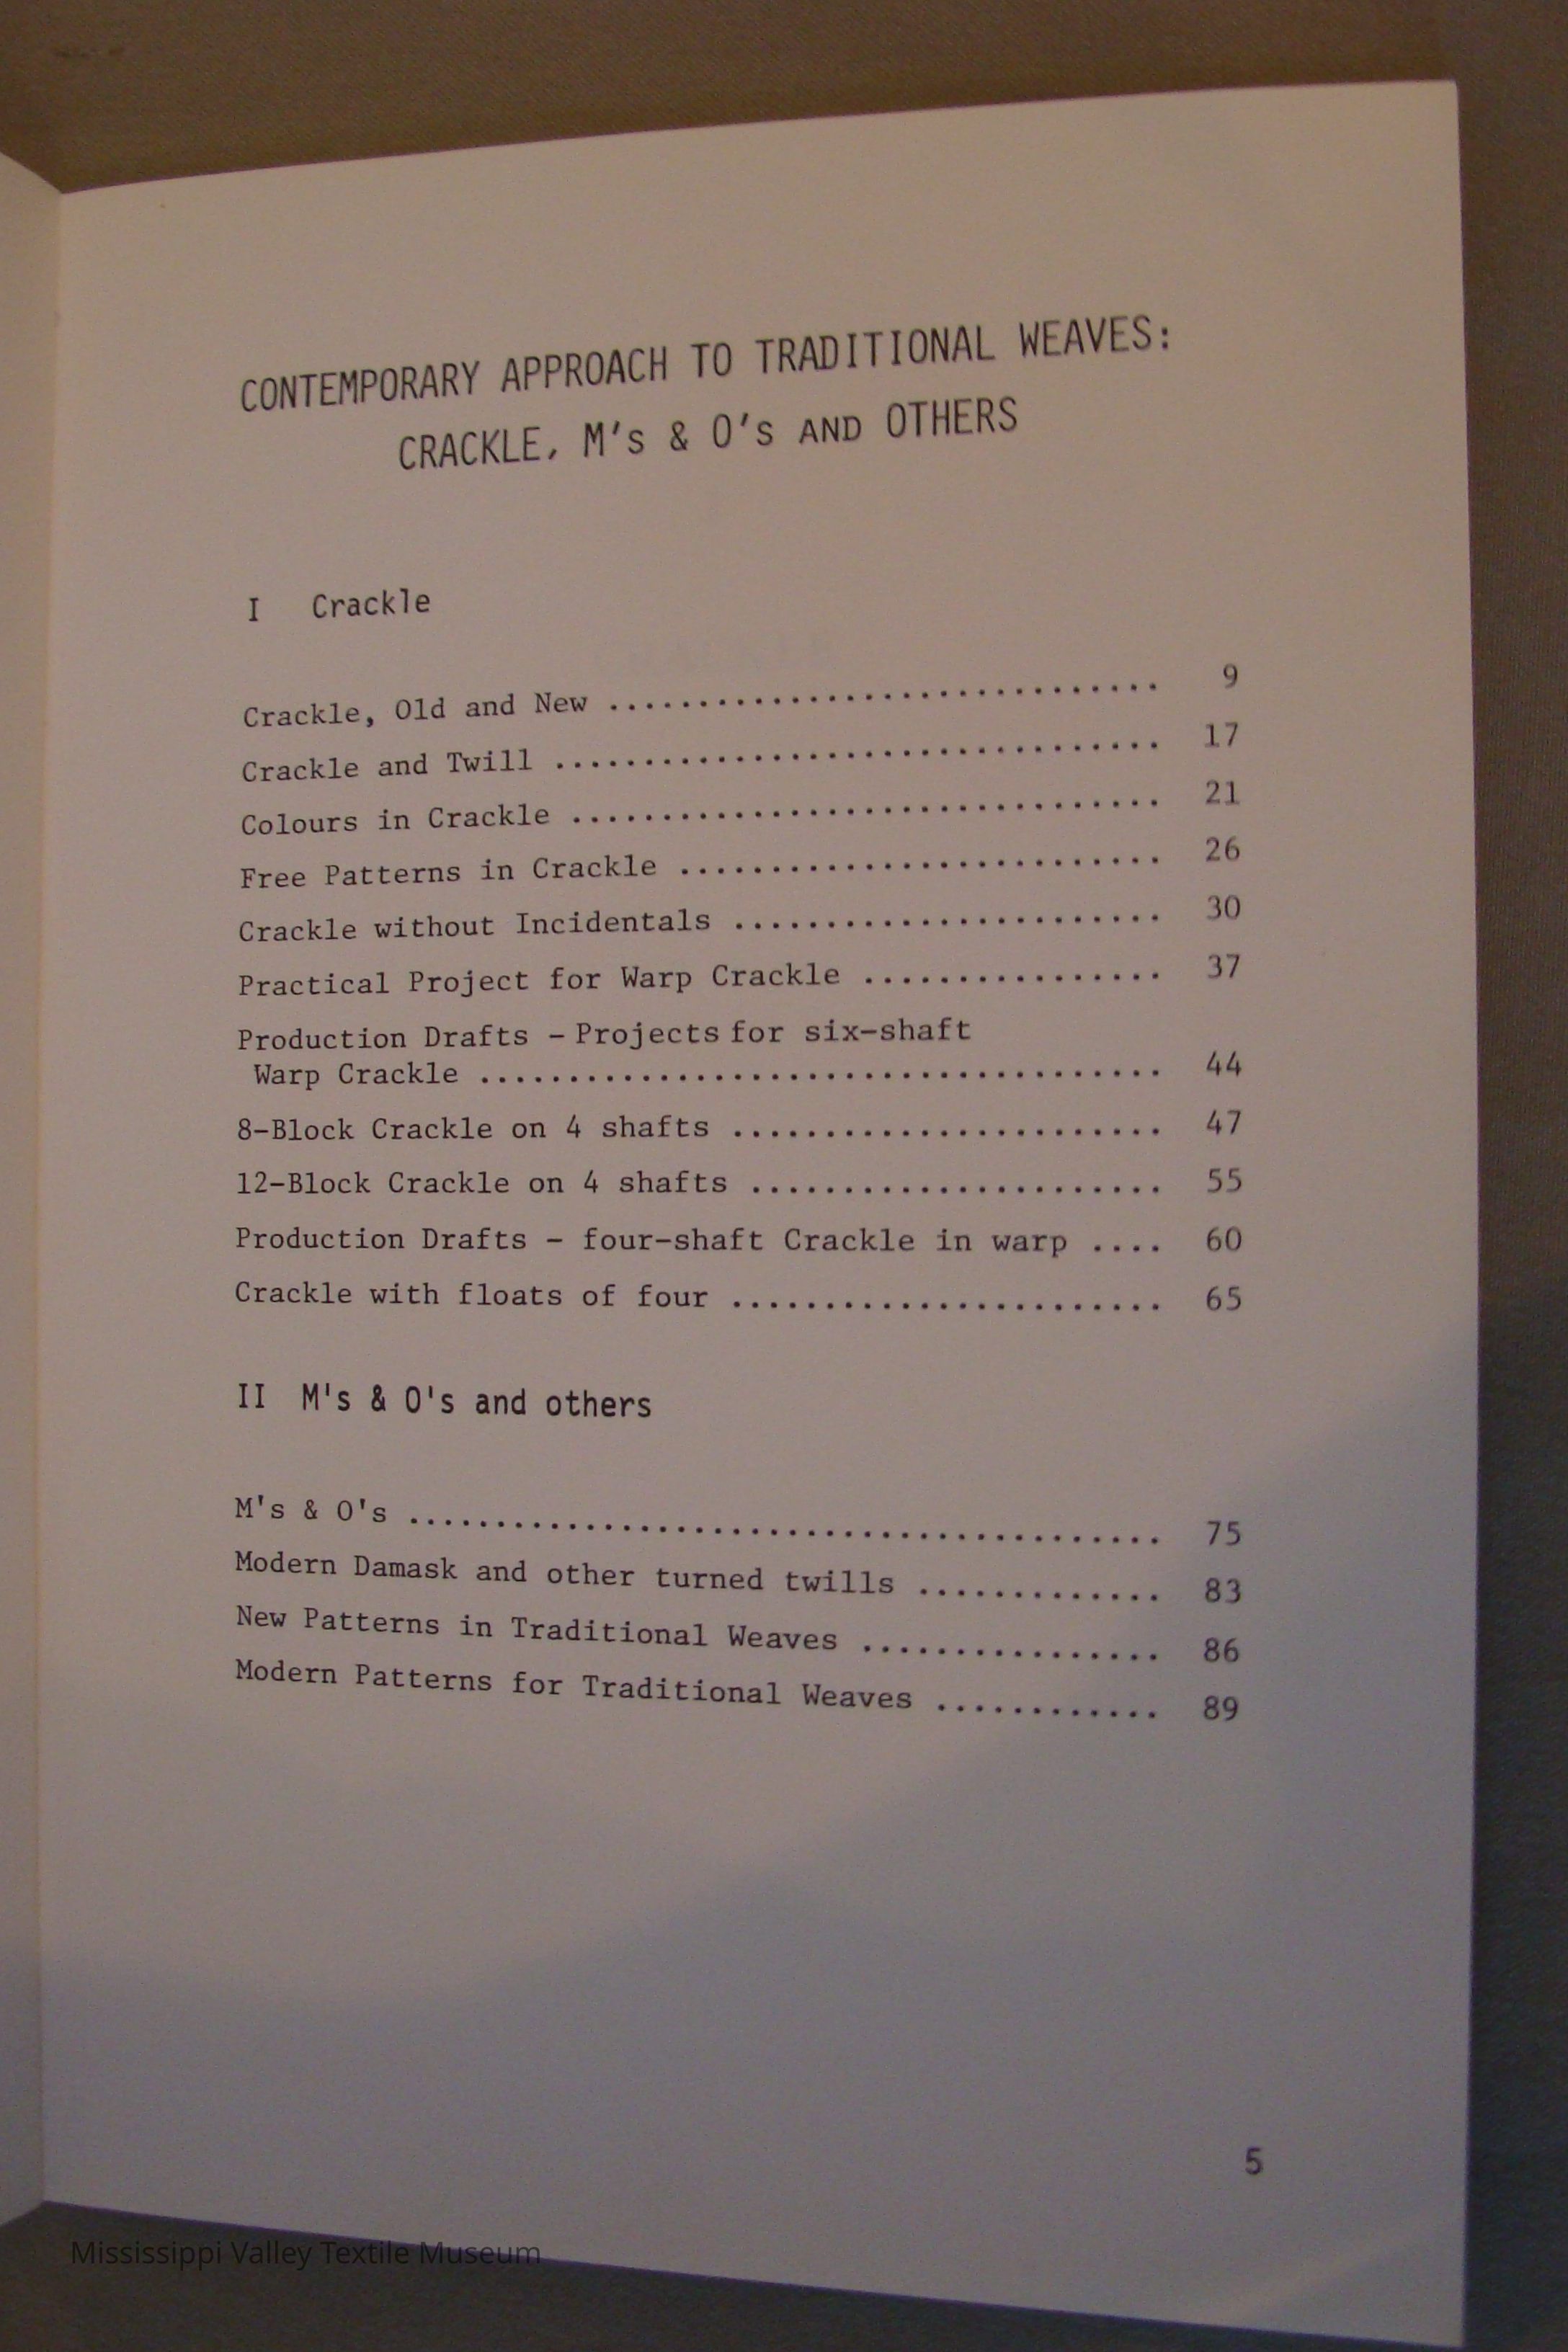 CONTEMPORARY APPROACH TO TRADITIONAL WEAVES:
CRACKLE, M's & O's AND OTHERS
I Crackle
Crackle, Old and New ............................... 9
Crackle and Twill .................................. 17
Colours in Crackle ................................. 21
Free Patterns in Crackle ........................... 26
Crackle without Incidentals ........................ 30
Practical Project for Warp Crackle ................. 37
Production Drafts - Projects for six-shaft
Warp Crackle ...................................... 44
8-Block Crackle on 4 shafts ........................ 47
12-Block Crackle on 4 shafts ....................... 55
Production Drafts - four-shaft Crackle in warp .... 60
Crackle with floats of four ........................ 65
II M's & O's and others
M's & O's .......................................... 75
Modern Damask and other turned twills ............. 83
New Patterns in Traditional Weaves ................. 86
Modern Patterns for Traditional Weaves ............ 89
5
Mississippi Valley Textile Museum